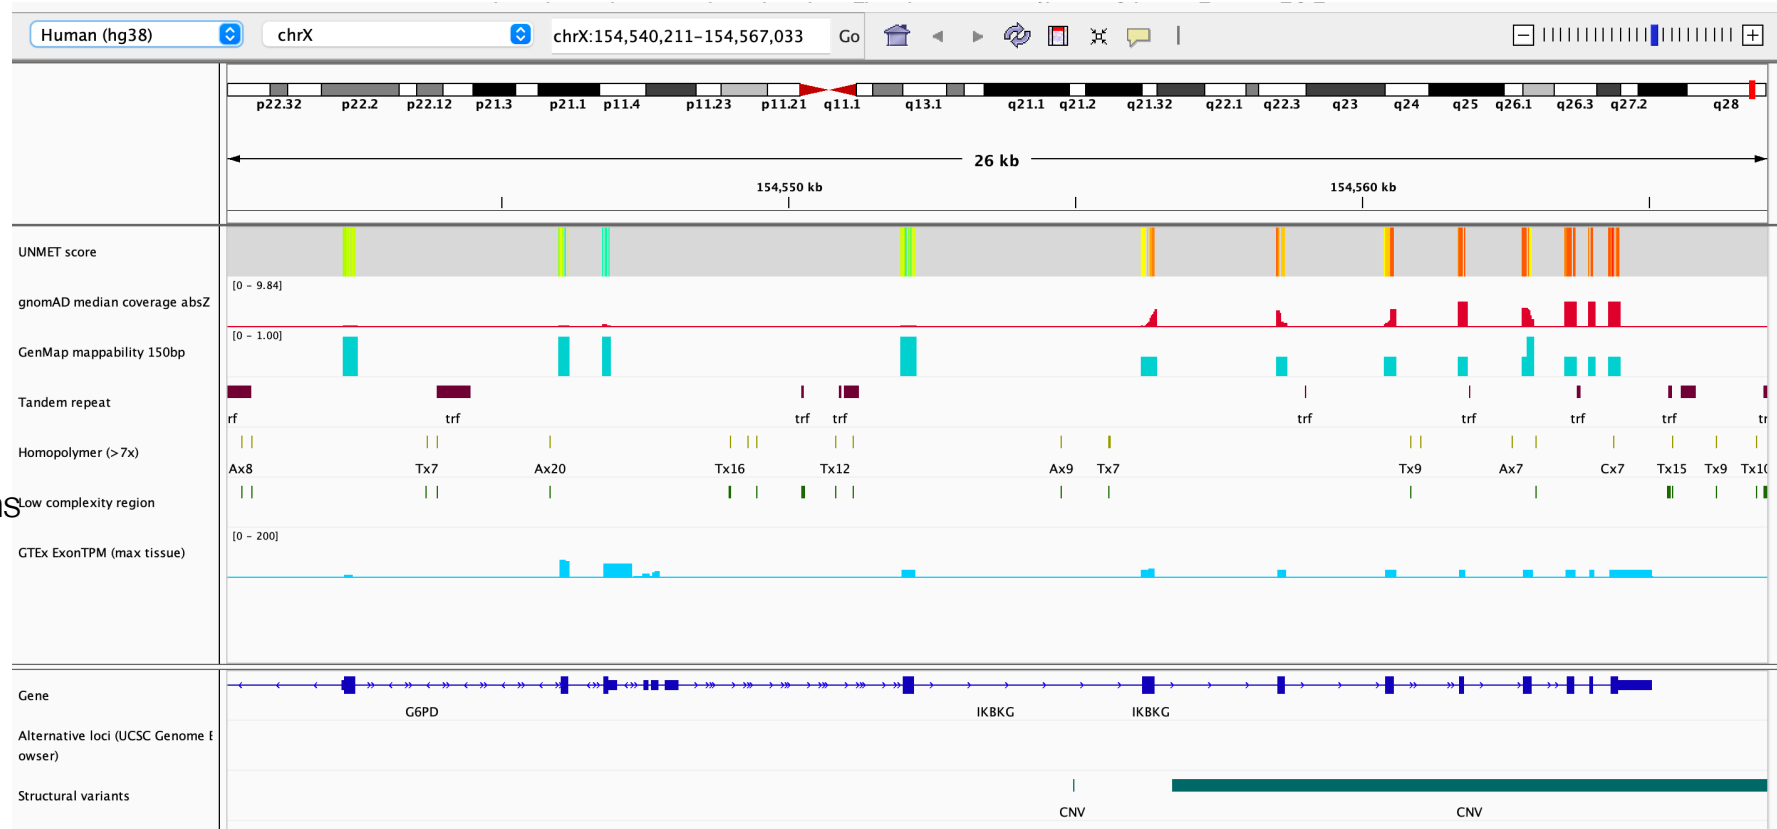 Human (hg38) chrX chrX:154,540,211-154,567,033 Go
p22.32 p22.2 p22.12 p21.3 p21.1 p11.4 p11.23 p11.21 q11.1 q13.1 q21.1 q21.2 q21.32 q22.1 q22.3 q23 q24 q25 q26.1 q26.3 q27.2 q28
26 kb
154,550 kb 154,560 kb
UNMET score
[0 - 9.84]
gnomAD median coverage absZ
[0 - 1.00]
GenMap mappability 150bp
Tandem repeat
rf trf trf trf trf trf trf trf tr
Homopolymer (>7x)
Ax8 Tx7 Ax20 Tx16 Tx12 Ax9 Tx7 Tx9 Ax7 Cx7 Tx15 Tx9 Tx10
Low complexity region
[0 - 200]
GTEx ExonTPM (max tissue)
Gene
G6PD IKBKG IKBKG
Alternative loci (UCSC Genome B
owser)
Structural variants
CNV CNV